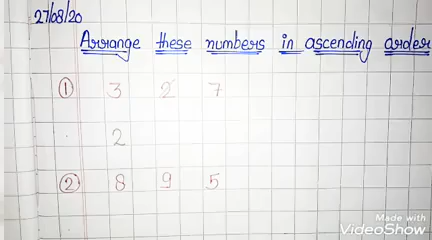 27/08/20
Arrange these numbers in ascending order
① 3 2 7
2
② 8 9 5
Made with
VideoShow